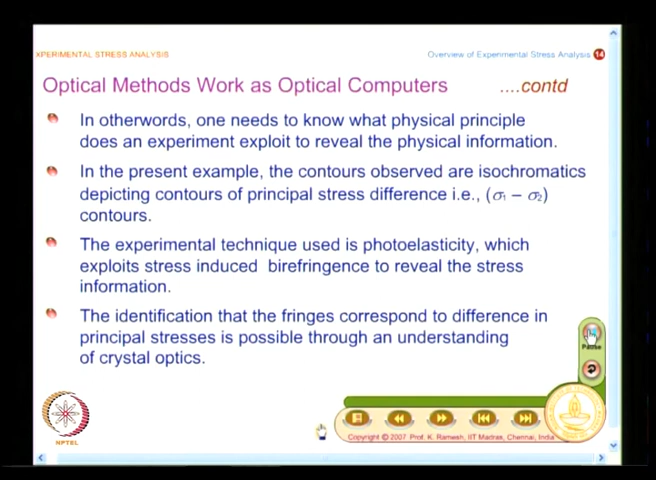 XPERIMENTAL STRESS ANALYSIS
Overview of Experimental Stress Analysis 14
Optical Methods Work as Optical Computers ....contd
In otherwords, one needs to know what physical principle
does an experiment exploit to reveal the physical information.
In the present example, the contours observed are isochromatics
depicting contours of principal stress difference i.e., (σ₁ − σ₂)
contours.
The experimental technique used is photoelasticity, which
exploits stress induced birefringence to reveal the stress
information.
The identification that the fringes correspond to difference in
principal stresses is possible through an understanding
of crystal optics.
Pause
NPTEL
Copyright © 2007 Prof. K. Ramesh, IIT Madras, Chennai, India